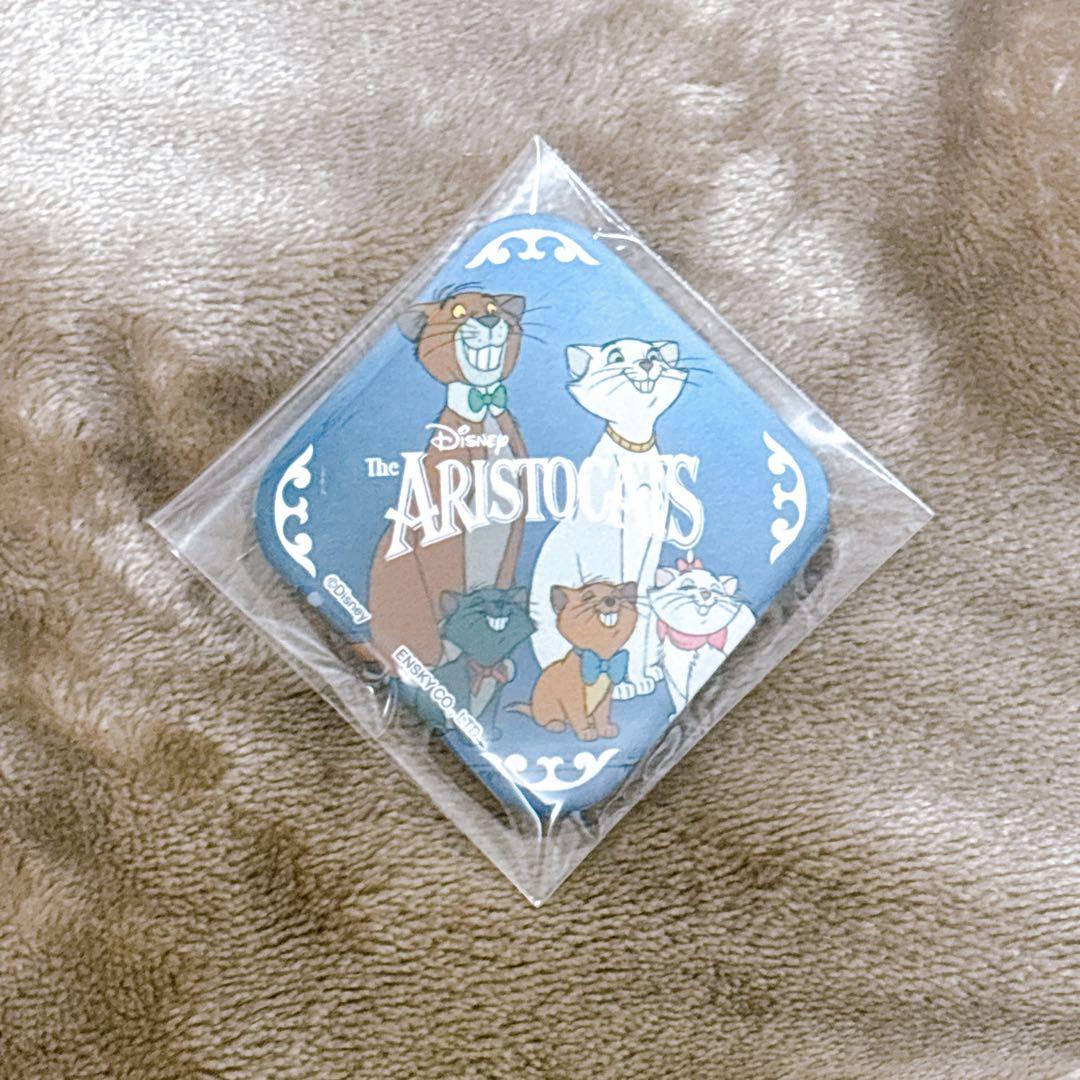 Disney
The ARISTOCATS
©Disney
ENSKY CO., LTD.